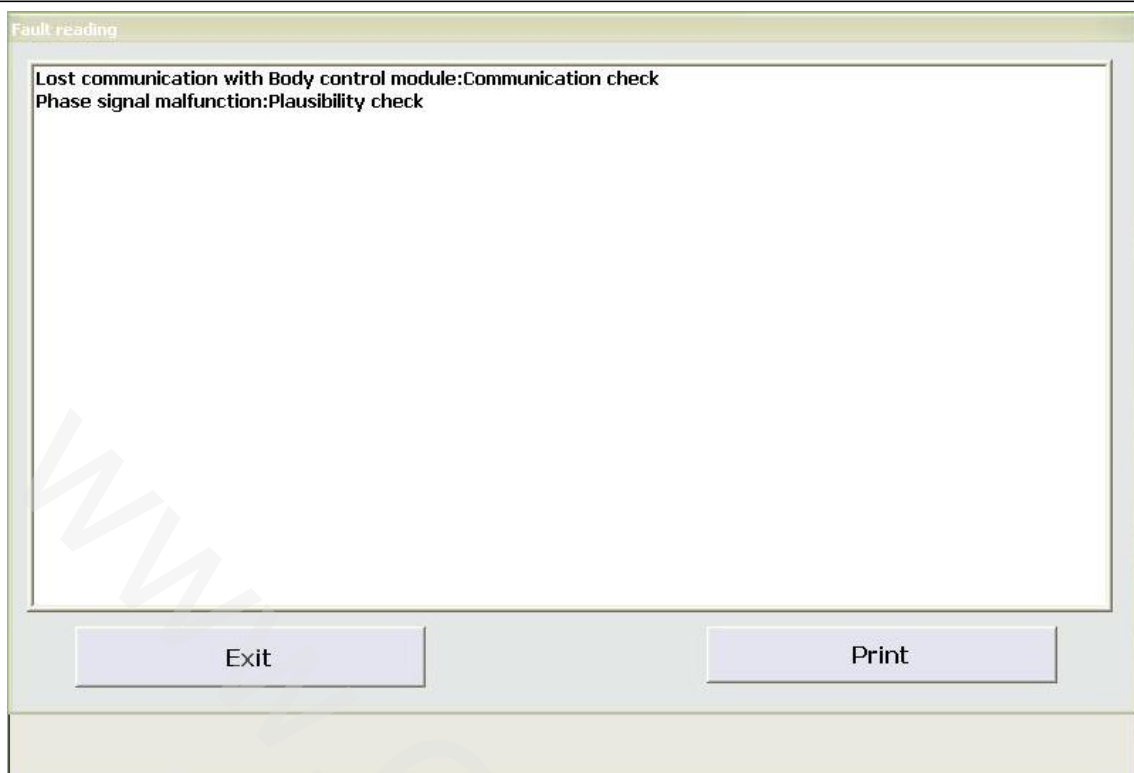 Fault reading
Lost communication with Body control module:Communication check
Phase signal malfunction:Plausibility check
Exit
Print